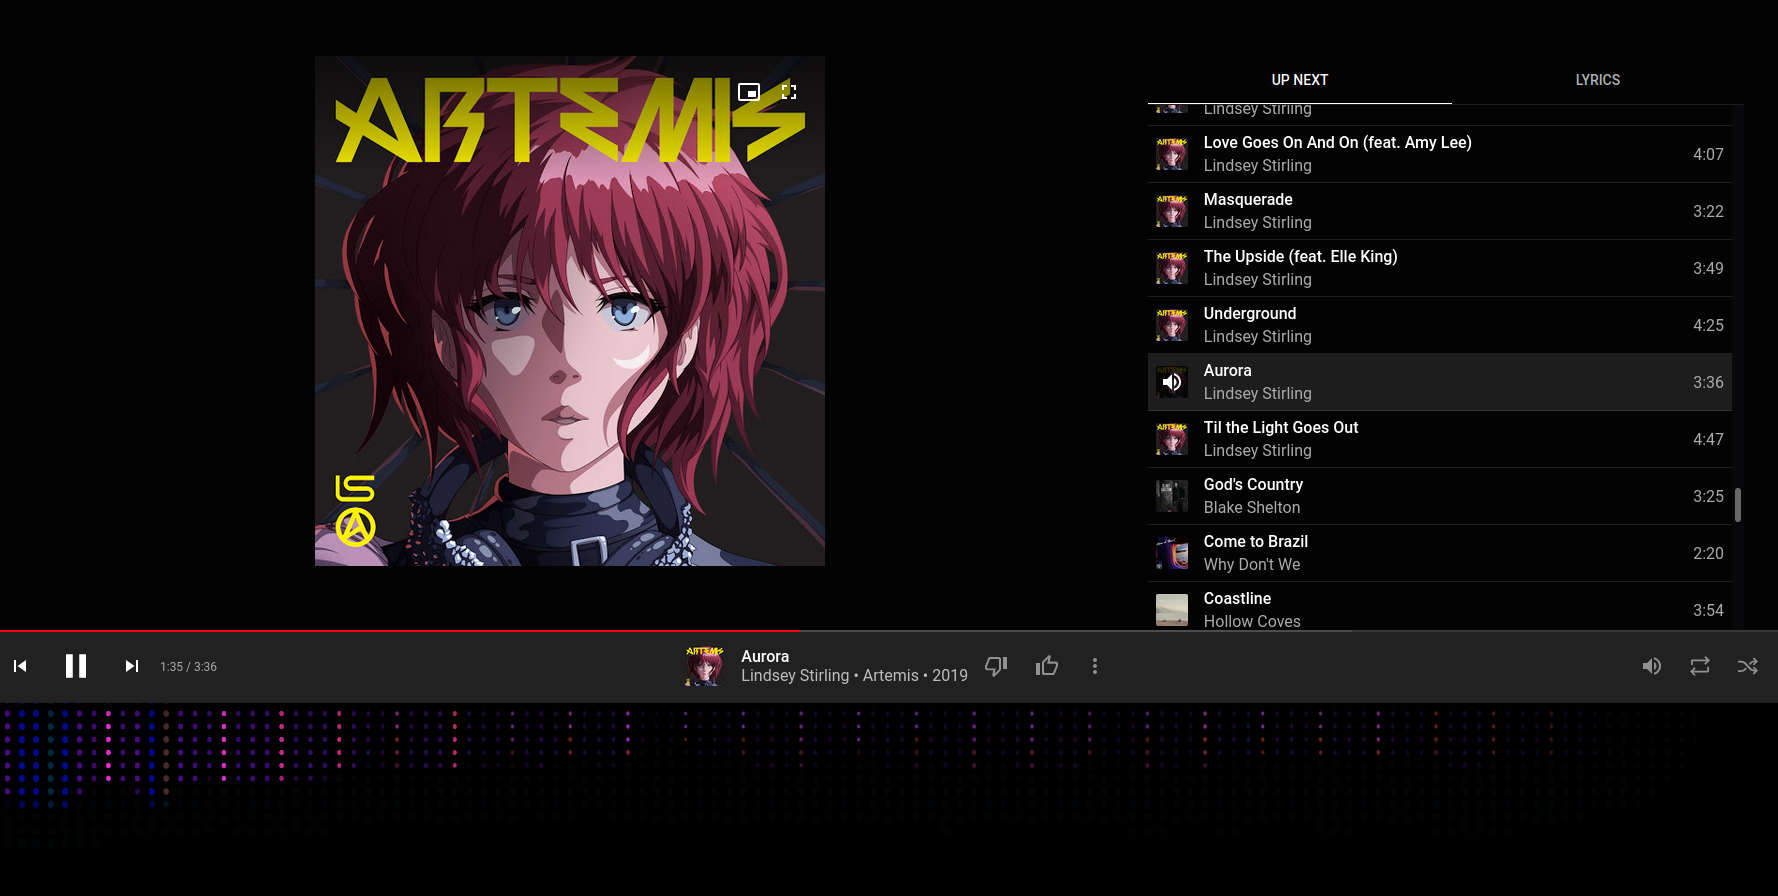 ARTEMIS
LS
UP NEXT
LYRICS
Lindsey Stirling
Love Goes On And On (feat. Amy Lee)
Lindsey Stirling
4:07
Masquerade
Lindsey Stirling
3:22
The Upside (feat. Elle King)
Lindsey Stirling
3:49
Underground
Lindsey Stirling
4:25
Aurora
Lindsey Stirling
3:36
Til the Light Goes Out
Lindsey Stirling
4:47
God's Country
Blake Shelton
3:25
Come to Brazil
Why Don't We
2:20
Coastline
Hollow Coves
3:54
1:35 / 3:36
ARTEMIS
Aurora
Lindsey Stirling • Artemis • 2019